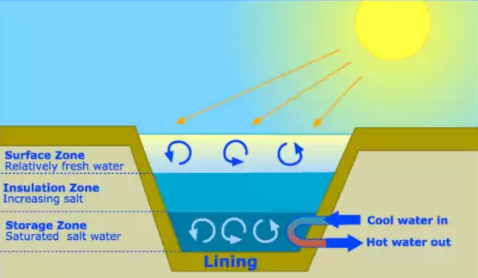 Surface Zone
Relatively fresh water
Insulation Zone
Increasing salt
Storage Zone
Saturated salt water
Cool water in
Hot water out
Lining